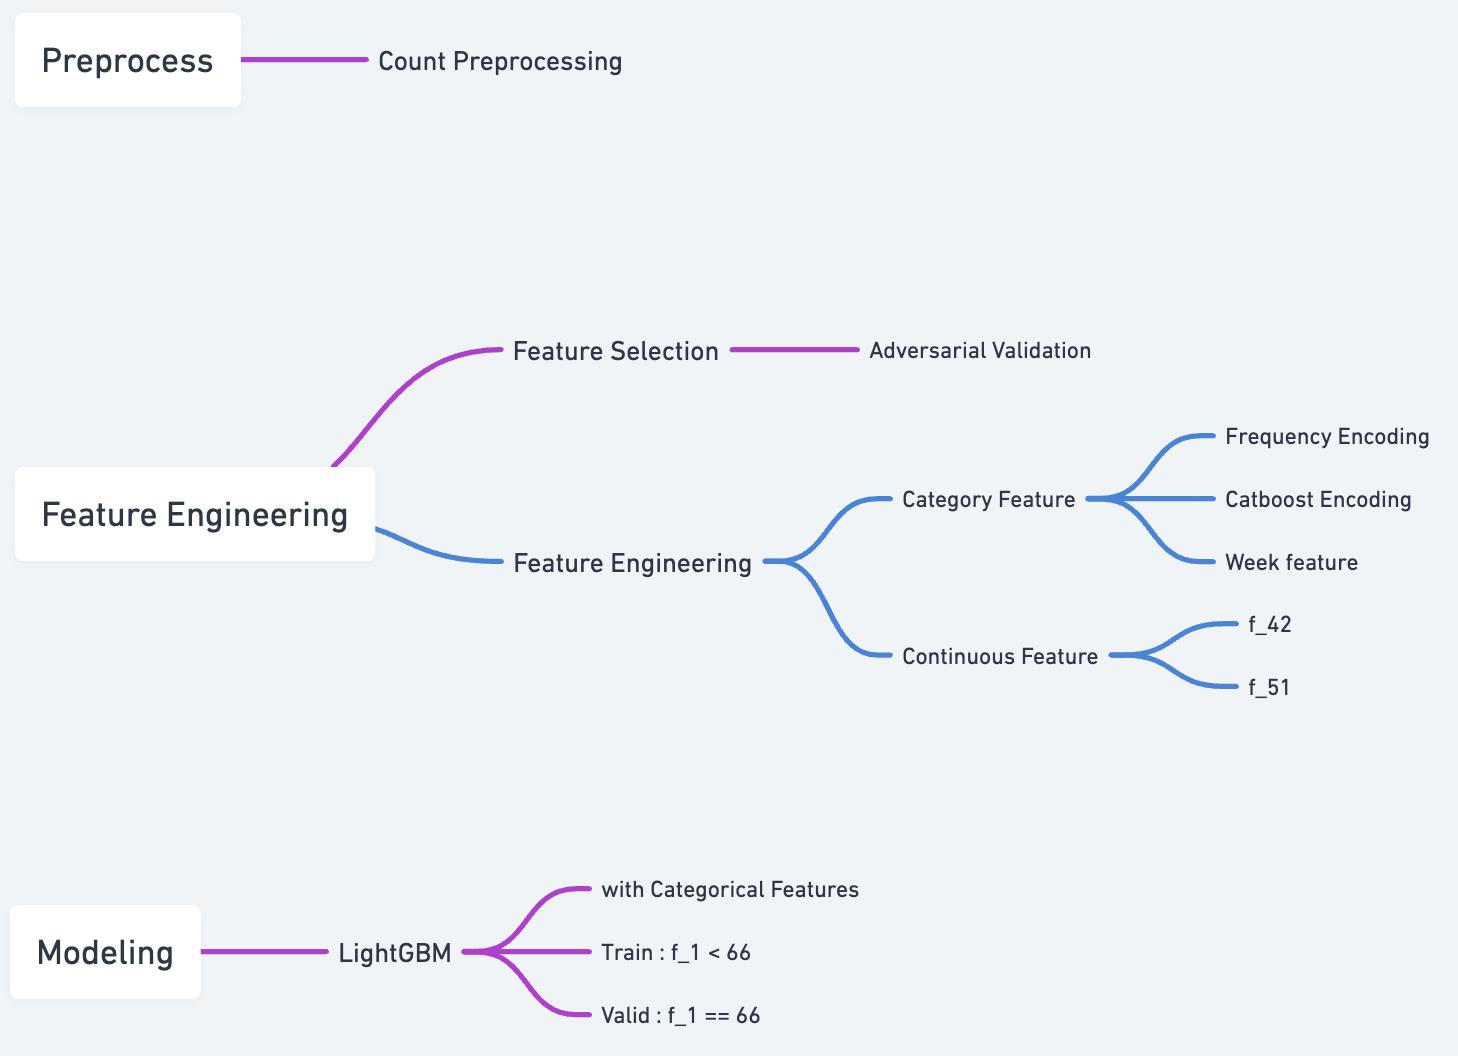 Preprocess
Count Preprocessing
Feature Selection
Adversarial Validation
Frequency Encoding
Category Feature
Catboost Encoding
Feature Engineering
Feature Engineering
Week feature
f_42
Continuous Feature
f_51
with Categorical Features
Modeling
LightGBM
Train : f_1 < 66
Valid : f_1 == 66